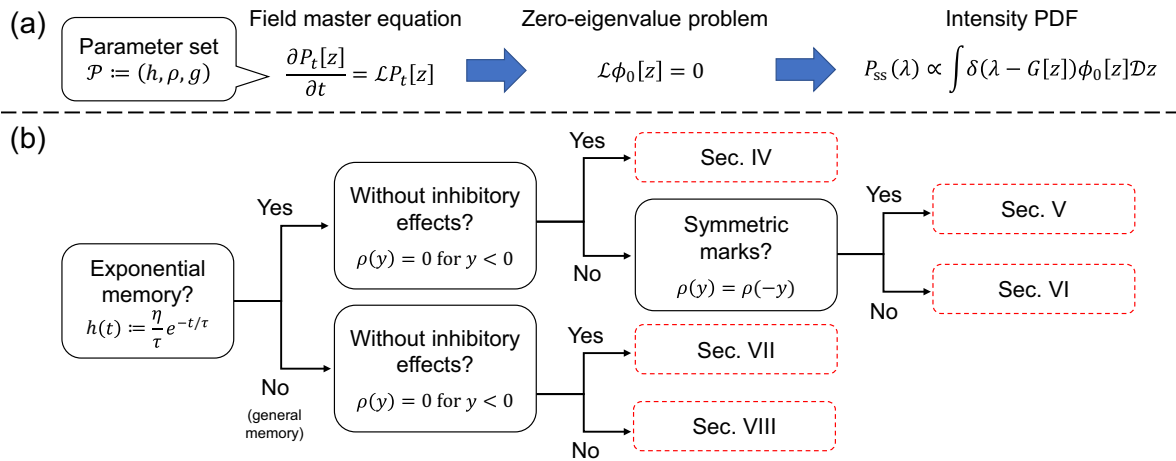 (a)
Parameter set
𝒫 ≔ (h, ρ, g)
Field master equation
∂P_t[z]/∂t = ℒP_t[z]
Zero-eigenvalue problem
ℒϕ_0[z] = 0
Intensity PDF
P_ss(λ) ∝ ∫ δ(λ − G[z])ϕ_0[z]𝒟z
(b)
Exponential
memory?
h(t) ≔ η/τ e^{−t/τ}
Yes
No
(general
memory)
Without inhibitory
effects?
ρ(y) = 0 for y < 0
Yes
Sec. IV
No
Symmetric
marks?
ρ(y) = ρ(−y)
Yes
Sec. V
No
Sec. VI
Without inhibitory
effects?
ρ(y) = 0 for y < 0
Yes
Sec. VII
No
Sec. VIII